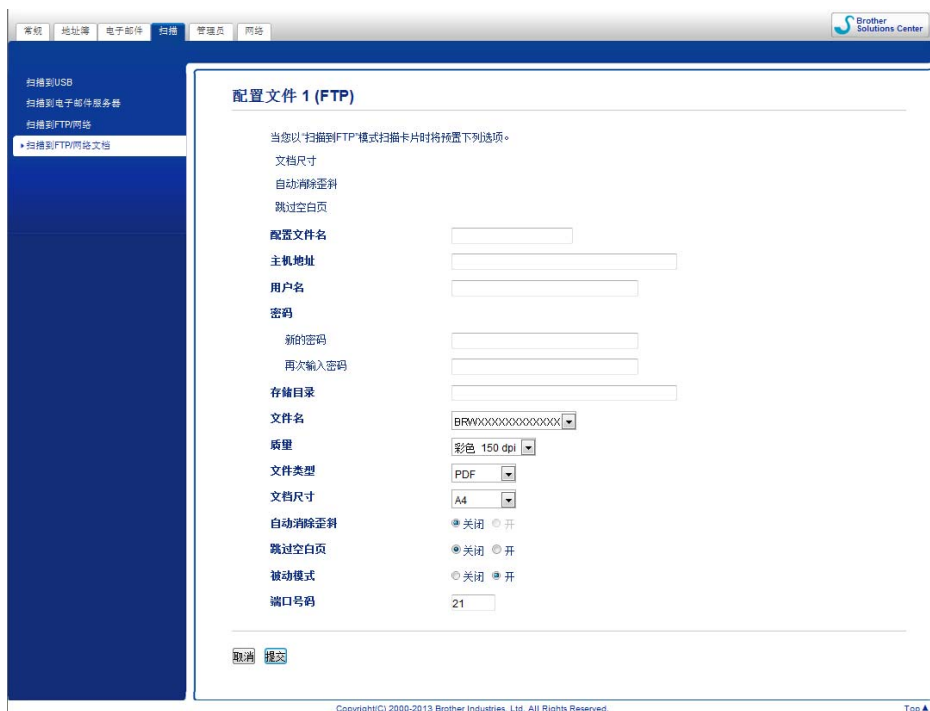 常规 地址簿 电子邮件 扫描 管理员 网络
Brother
Solutions Center
扫描到USB
扫描到电子邮件服务器
扫描到FTP/网络
扫描到FTP/网络文档
配置文件 1 (FTP)
当您以"扫描到FTP"模式扫描卡片时将预置下列选项。
文档尺寸
自动消除歪斜
跳过空白页
配置文件名
主机地址
用户名
密码
新的密码
再次输入密码
存储目录
文件名 BRWXXXXXXXXXXXX
质量 彩色 150 dpi
文件类型 PDF
文档尺寸 A4
自动消除歪斜 关闭 开
跳过空白页 关闭 开
被动模式 关闭 开
端口号码 21
取消 提交
Copyright(C) 2000-2013 Brother Industries, Ltd. All Rights Reserved. Top▲